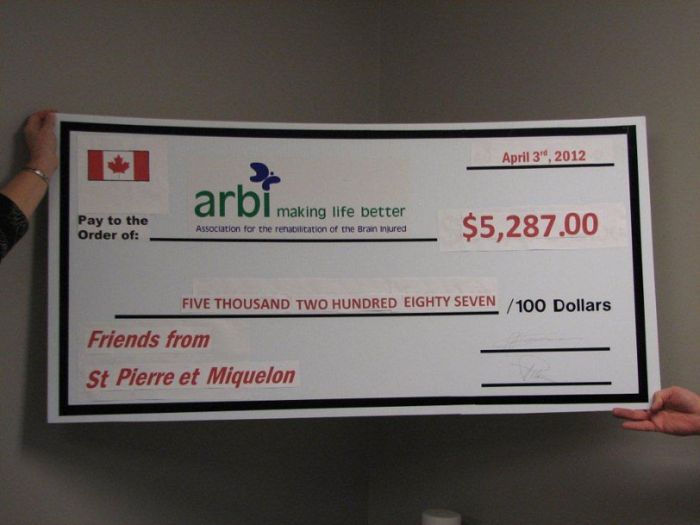 April 3rd, 2012
arbi making life better
Association for the rehabilitation of the Brain Injured
Pay to the
Order of:
$5,287.00
FIVE THOUSAND TWO HUNDRED EIGHTY SEVEN /100 Dollars
Friends from
St Pierre et Miquelon